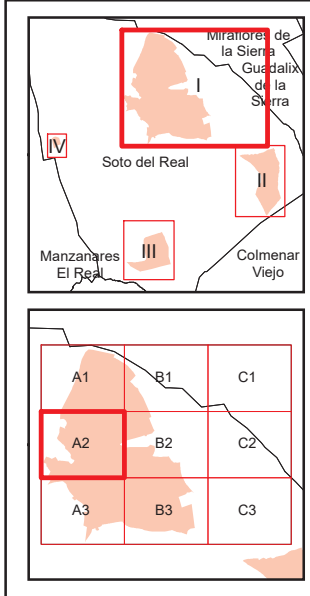 Miraflores de
la Sierra
Guadalix
de la
Sierra
I
IV
Soto del Real
II
III
Manzanares
El Real
Colmenar
Viejo
A1 B1 C1
A2 B2 C2
A3 B3 C3